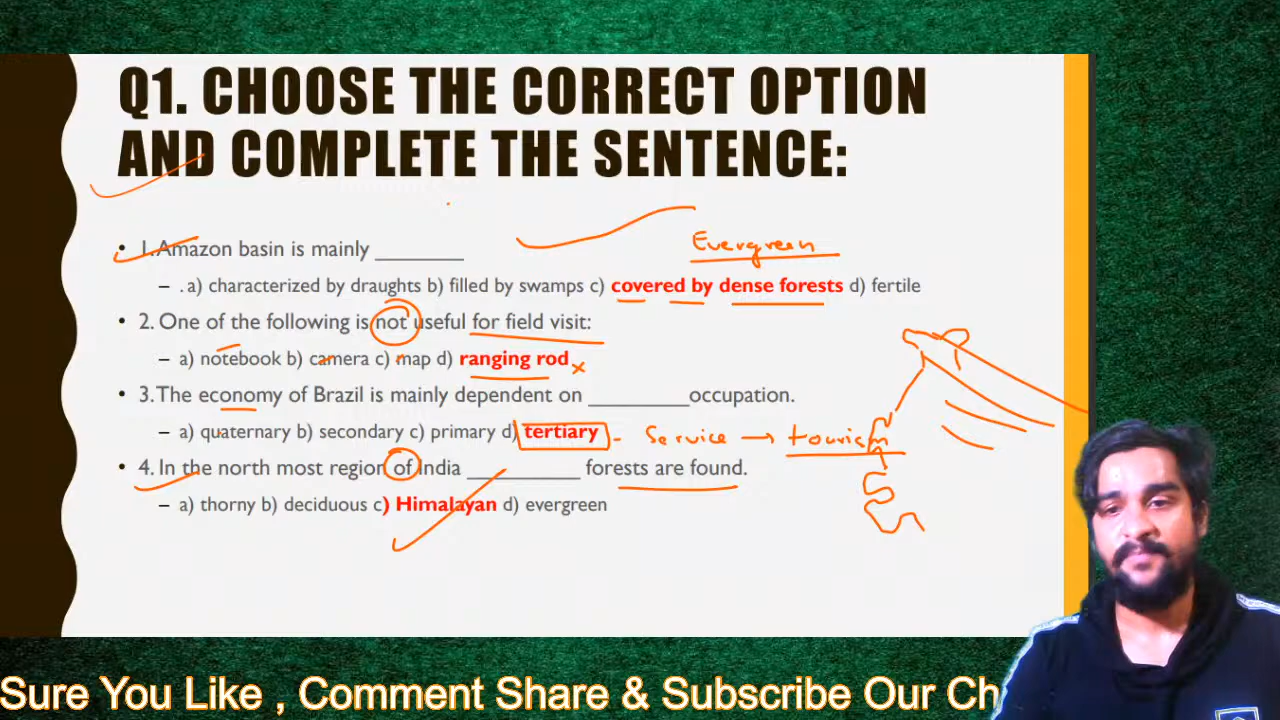 Q1. CHOOSE THE CORRECT OPTION
AND COMPLETE THE SENTENCE:
• 1. Amazon basin is mainly ________
Evergreen
– . a) characterized by draughts b) filled by swamps c) covered by dense forests d) fertile
• 2. One of the following is not useful for field visit:
– a) notebook b) camera c) map d) ranging rod x
• 3. The economy of Brazil is mainly dependent on _________occupation.
– a) quaternary b) secondary c) primary d) tertiary - Service → tourism
• 4. In the north most region of India __________ forests are found.
– a) thorny b) deciduous c) Himalayan d) evergreen
Sure You Like , Comment Share & Subscribe Our Ch